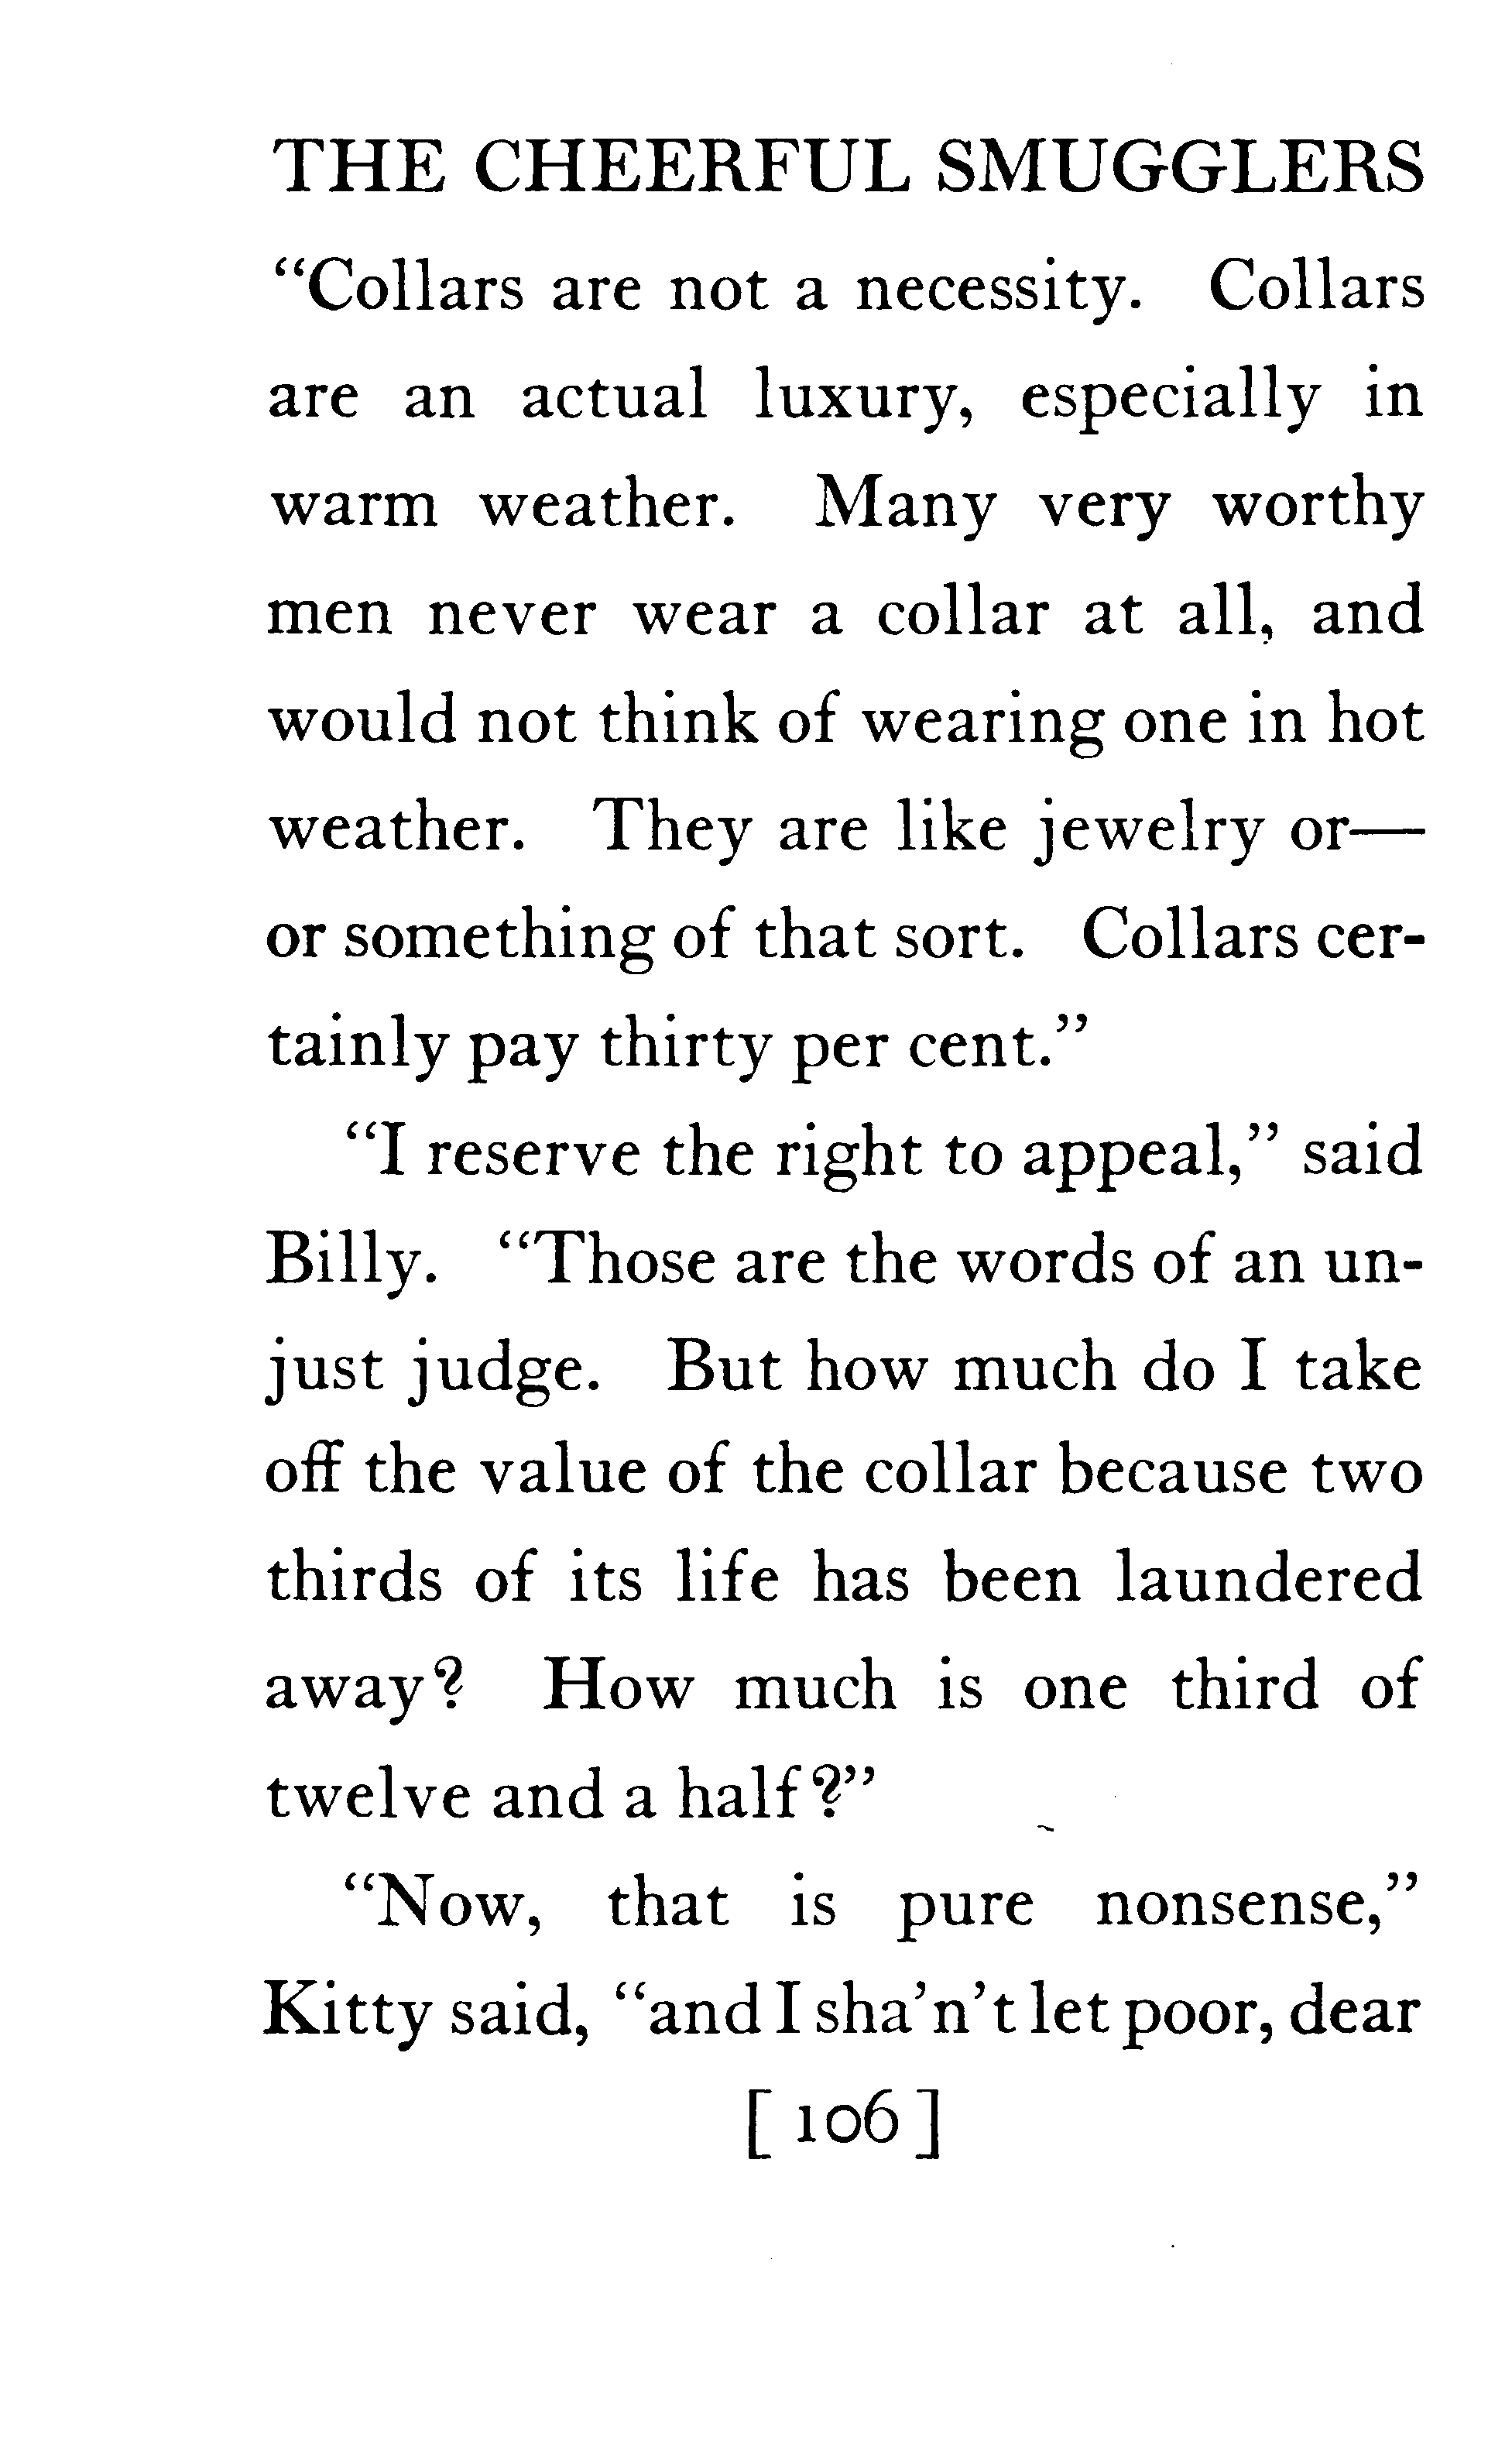 THE CHEERFUL SMUGGLERS
“Collars are not a necessity. Collars
are an actual luxury, especially in
warm weather. Many very worthy
men never wear a collar at all, and
would not think of wearing one in hot
weather. They are like jewelry or—
or something of that sort. Collars cer-
tainly pay thirty per cent.”
“I reserve the right to appeal,” said
Billy. “Those are the words of an un-
just judge. But how much do I take
off the value of the collar because two
thirds of its life has been laundered
away? How much is one third of
twelve and a half?”
“Now, that is pure nonsense,”
Kitty said, “and I sha’n’t let poor, dear
[ 106 ]